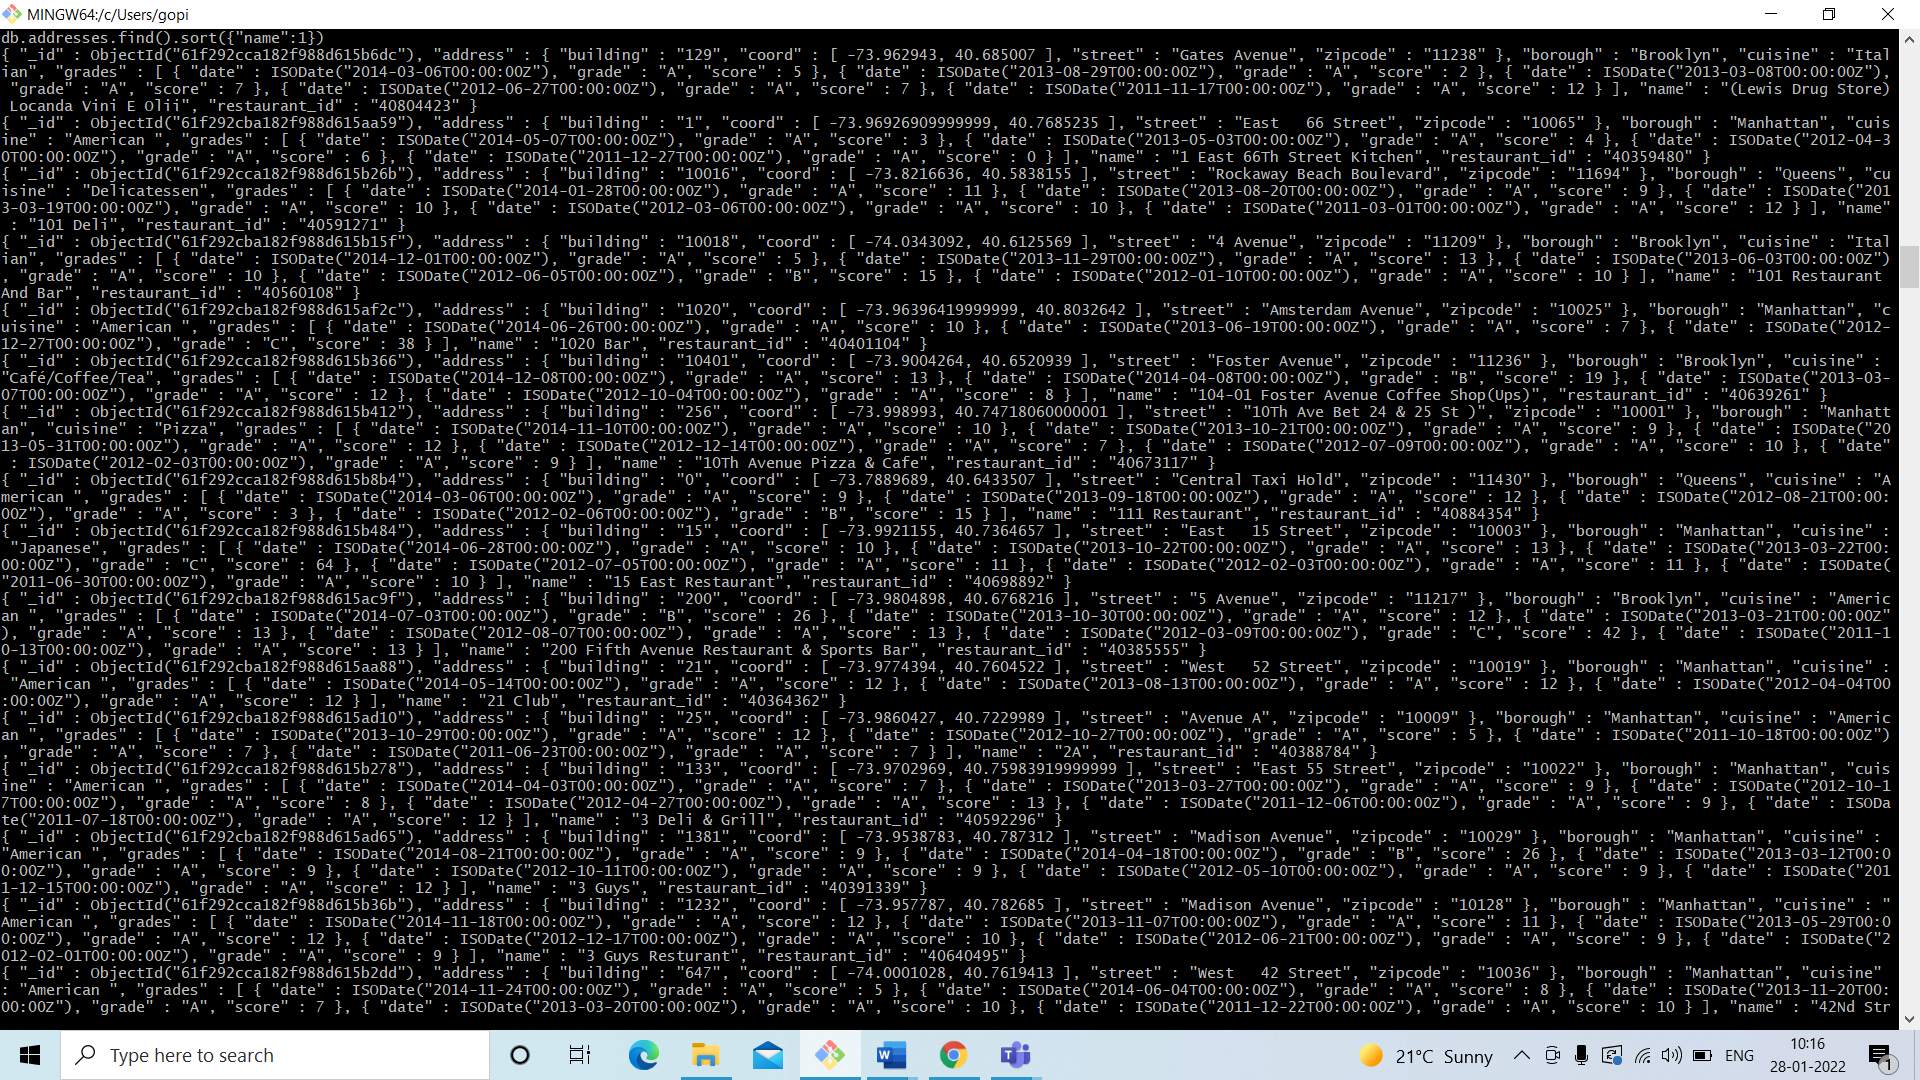 MINGW64:/c/Users/gopi
db.addresses.find().sort({"name":1})
{ "_id" : ObjectId("61f292cca182f988d615b6dc"), "address" : { "building" : "129", "coord" : [ -73.962943, 40.685007 ], "street" : "Gates Avenue", "zipcode" : "11238" }, "borough" : "Brooklyn", "cuisine" : "Ital
ian", "grades" : [ { "date" : ISODate("2014-03-06T00:00:00Z"), "grade" : "A", "score" : 5 }, { "date" : ISODate("2013-08-29T00:00:00Z"), "grade" : "A", "score" : 2 }, { "date" : ISODate("2013-03-08T00:00:00Z"),
 "grade" : "A", "score" : 7 }, { "date" : ISODate("2012-06-27T00:00:00Z"), "grade" : "A", "score" : 7 }, { "date" : ISODate("2011-11-17T00:00:00Z"), "grade" : "A", "score" : 12 } ], "name" : "(Lewis Drug Store)
 Locanda Vini E Olii", "restaurant_id" : "40804423" }
{ "_id" : ObjectId("61f292cba182f988d615aa59"), "address" : { "building" : "1", "coord" : [ -73.96926909999999, 40.7685235 ], "street" : "East   66 Street", "zipcode" : "10065" }, "borough" : "Manhattan", "cuis
ine" : "American ", "grades" : [ { "date" : ISODate("2014-05-07T00:00:00Z"), "grade" : "A", "score" : 3 }, { "date" : ISODate("2013-05-03T00:00:00Z"), "grade" : "A", "score" : 4 }, { "date" : ISODate("2012-04-3
0T00:00:00Z"), "grade" : "A", "score" : 6 }, { "date" : ISODate("2011-12-27T00:00:00Z"), "grade" : "A", "score" : 0 } ], "name" : "1 East 66Th Street Kitchen", "restaurant_id" : "40359480" }
{ "_id" : ObjectId("61f292cba182f988d615b26b"), "address" : { "building" : "10016", "coord" : [ -73.8216636, 40.5838155 ], "street" : "Rockaway Beach Boulevard", "zipcode" : "11694" }, "borough" : "Queens", "cu
isine" : "Delicatessen", "grades" : [ { "date" : ISODate("2014-01-28T00:00:00Z"), "grade" : "A", "score" : 11 }, { "date" : ISODate("2013-08-20T00:00:00Z"), "grade" : "A", "score" : 9 }, { "date" : ISODate("201
3-03-19T00:00:00Z"), "grade" : "A", "score" : 10 }, { "date" : ISODate("2012-03-06T00:00:00Z"), "grade" : "A", "score" : 10 }, { "date" : ISODate("2011-03-01T00:00:00Z"), "grade" : "A", "score" : 12 } ], "name"
 : "101 Deli", "restaurant_id" : "40591271" }
{ "_id" : ObjectId("61f292cba182f988d615b15f"), "address" : { "building" : "10018", "coord" : [ -74.0343092, 40.6125569 ], "street" : "4 Avenue", "zipcode" : "11209" }, "borough" : "Brooklyn", "cuisine" : "Ital
ian", "grades" : [ { "date" : ISODate("2014-12-01T00:00:00Z"), "grade" : "A", "score" : 5 }, { "date" : ISODate("2013-11-29T00:00:00Z"), "grade" : "A", "score" : 13 }, { "date" : ISODate("2013-06-03T00:00:00Z")
, "grade" : "A", "score" : 10 }, { "date" : ISODate("2012-06-05T00:00:00Z"), "grade" : "B", "score" : 15 }, { "date" : ISODate("2012-01-10T00:00:00Z"), "grade" : "A", "score" : 10 } ], "name" : "101 Restaurant
And Bar", "restaurant_id" : "40560108" }
{ "_id" : ObjectId("61f292cba182f988d615af2c"), "address" : { "building" : "1020", "coord" : [ -73.96396419999999, 40.8032642 ], "street" : "Amsterdam Avenue", "zipcode" : "10025" }, "borough" : "Manhattan", "c
uisine" : "American ", "grades" : [ { "date" : ISODate("2014-06-26T00:00:00Z"), "grade" : "A", "score" : 10 }, { "date" : ISODate("2013-06-19T00:00:00Z"), "grade" : "A", "score" : 7 }, { "date" : ISODate("2012-
12-27T00:00:00Z"), "grade" : "C", "score" : 38 } ], "name" : "1020 Bar", "restaurant_id" : "40401104" }
{ "_id" : ObjectId("61f292cca182f988d615b366"), "address" : { "building" : "10401", "coord" : [ -73.9004264, 40.6520939 ], "street" : "Foster Avenue", "zipcode" : "11236" }, "borough" : "Brooklyn", "cuisine" :
"Café/Coffee/Tea", "grades" : [ { "date" : ISODate("2014-12-08T00:00:00Z"), "grade" : "A", "score" : 13 }, { "date" : ISODate("2014-04-08T00:00:00Z"), "grade" : "B", "score" : 19 }, { "date" : ISODate("2013-03-
07T00:00:00Z"), "grade" : "A", "score" : 12 }, { "date" : ISODate("2012-10-04T00:00:00Z"), "grade" : "A", "score" : 8 } ], "name" : "104-01 Foster Avenue Coffee Shop(Ups)", "restaurant_id" : "40639261" }
{ "_id" : ObjectId("61f292cca182f988d615b412"), "address" : { "building" : "256", "coord" : [ -73.998993, 40.74718060000001 ], "street" : "10Th Ave Bet 24 & 25 St )", "zipcode" : "10001" }, "borough" : "Manhatt
an", "cuisine" : "Pizza", "grades" : [ { "date" : ISODate("2014-11-10T00:00:00Z"), "grade" : "A", "score" : 10 }, { "date" : ISODate("2013-10-21T00:00:00Z"), "grade" : "A", "score" : 9 }, { "date" : ISODate("20
13-05-31T00:00:00Z"), "grade" : "A", "score" : 12 }, { "date" : ISODate("2012-12-14T00:00:00Z"), "grade" : "A", "score" : 7 }, { "date" : ISODate("2012-07-09T00:00:00Z"), "grade" : "A", "score" : 10 }, { "date"
 : ISODate("2012-02-03T00:00:00Z"), "grade" : "A", "score" : 9 } ], "name" : "10Th Avenue Pizza & Cafe", "restaurant_id" : "40673117" }
{ "_id" : ObjectId("61f292cca182f988d615b8b4"), "address" : { "building" : "0", "coord" : [ -73.7889689, 40.6433507 ], "street" : "Central Taxi Hold", "zipcode" : "11430" }, "borough" : "Queens", "cuisine" : "A
merican ", "grades" : [ { "date" : ISODate("2014-03-06T00:00:00Z"), "grade" : "A", "score" : 9 }, { "date" : ISODate("2013-09-18T00:00:00Z"), "grade" : "A", "score" : 12 }, { "date" : ISODate("2012-08-21T00:00:
00Z"), "grade" : "A", "score" : 3 }, { "date" : ISODate("2012-02-06T00:00:00Z"), "grade" : "B", "score" : 15 } ], "name" : "111 Restaurant", "restaurant_id" : "40884354" }
{ "_id" : ObjectId("61f292cca182f988d615b484"), "address" : { "building" : "15", "coord" : [ -73.9921155, 40.7364657 ], "street" : "East   15 Street", "zipcode" : "10003" }, "borough" : "Manhattan", "cuisine" :
 "Japanese", "grades" : [ { "date" : ISODate("2014-06-28T00:00:00Z"), "grade" : "A", "score" : 10 }, { "date" : ISODate("2013-10-22T00:00:00Z"), "grade" : "A", "score" : 13 }, { "date" : ISODate("2013-03-22T00:
00:00Z"), "grade" : "C", "score" : 64 }, { "date" : ISODate("2012-07-05T00:00:00Z"), "grade" : "A", "score" : 11 }, { "date" : ISODate("2012-02-03T00:00:00Z"), "grade" : "A", "score" : 11 }, { "date" : ISODate(
"2011-06-30T00:00:00Z"), "grade" : "A", "score" : 10 } ], "name" : "15 East Restaurant", "restaurant_id" : "40698892" }
{ "_id" : ObjectId("61f292cba182f988d615ac9f"), "address" : { "building" : "200", "coord" : [ -73.9804898, 40.6768216 ], "street" : "5 Avenue", "zipcode" : "11217" }, "borough" : "Brooklyn", "cuisine" : "Americ
an ", "grades" : [ { "date" : ISODate("2014-07-03T00:00:00Z"), "grade" : "B", "score" : 26 }, { "date" : ISODate("2013-10-30T00:00:00Z"), "grade" : "A", "score" : 12 }, { "date" : ISODate("2013-03-21T00:00:00Z"
), "grade" : "A", "score" : 13 }, { "date" : ISODate("2012-08-07T00:00:00Z"), "grade" : "A", "score" : 13 }, { "date" : ISODate("2012-03-09T00:00:00Z"), "grade" : "C", "score" : 42 }, { "date" : ISODate("2011-1
0-13T00:00:00Z"), "grade" : "A", "score" : 13 } ], "name" : "200 Fifth Avenue Restaurant & Sports Bar", "restaurant_id" : "40385555" }
{ "_id" : ObjectId("61f292cba182f988d615aa88"), "address" : { "building" : "21", "coord" : [ -73.9774394, 40.7604522 ], "street" : "West   52 Street", "zipcode" : "10019" }, "borough" : "Manhattan", "cuisine" :
 "American ", "grades" : [ { "date" : ISODate("2014-05-14T00:00:00Z"), "grade" : "A", "score" : 12 }, { "date" : ISODate("2013-08-13T00:00:00Z"), "grade" : "A", "score" : 12 }, { "date" : ISODate("2012-04-04T00
:00:00Z"), "grade" : "A", "score" : 12 } ], "name" : "21 Club", "restaurant_id" : "40364362" }
{ "_id" : ObjectId("61f292cba182f988d615ad10"), "address" : { "building" : "25", "coord" : [ -73.9860427, 40.7229989 ], "street" : "Avenue A", "zipcode" : "10009" }, "borough" : "Manhattan", "cuisine" : "Americ
an ", "grades" : [ { "date" : ISODate("2013-10-29T00:00:00Z"), "grade" : "A", "score" : 12 }, { "date" : ISODate("2012-10-27T00:00:00Z"), "grade" : "A", "score" : 5 }, { "date" : ISODate("2011-10-18T00:00:00Z")
, "grade" : "A", "score" : 7 }, { "date" : ISODate("2011-06-23T00:00:00Z"), "grade" : "A", "score" : 7 } ], "name" : "2A", "restaurant_id" : "40388784" }
{ "_id" : ObjectId("61f292cca182f988d615b278"), "address" : { "building" : "133", "coord" : [ -73.9702969, 40.75983919999999 ], "street" : "East 55 Street", "zipcode" : "10022" }, "borough" : "Manhattan", "cuis
ine" : "American ", "grades" : [ { "date" : ISODate("2014-04-03T00:00:00Z"), "grade" : "A", "score" : 7 }, { "date" : ISODate("2013-03-27T00:00:00Z"), "grade" : "A", "score" : 9 }, { "date" : ISODate("2012-10-1
7T00:00:00Z"), "grade" : "A", "score" : 8 }, { "date" : ISODate("2012-04-27T00:00:00Z"), "grade" : "A", "score" : 13 }, { "date" : ISODate("2011-12-06T00:00:00Z"), "grade" : "A", "score" : 9 }, { "date" : ISODa
te("2011-07-18T00:00:00Z"), "grade" : "A", "score" : 12 } ], "name" : "3 Deli & Grill", "restaurant_id" : "40592296" }
{ "_id" : ObjectId("61f292cba182f988d615ad65"), "address" : { "building" : "1381", "coord" : [ -73.9538783, 40.787312 ], "street" : "Madison Avenue", "zipcode" : "10029" }, "borough" : "Manhattan", "cuisine" :
"American ", "grades" : [ { "date" : ISODate("2014-08-21T00:00:00Z"), "grade" : "A", "score" : 9 }, { "date" : ISODate("2014-04-18T00:00:00Z"), "grade" : "B", "score" : 26 }, { "date" : ISODate("2013-03-12T00:0
0:00Z"), "grade" : "A", "score" : 9 }, { "date" : ISODate("2012-10-11T00:00:00Z"), "grade" : "A", "score" : 9 }, { "date" : ISODate("2012-05-10T00:00:00Z"), "grade" : "A", "score" : 9 }, { "date" : ISODate("201
1-12-15T00:00:00Z"), "grade" : "A", "score" : 12 } ], "name" : "3 Guys", "restaurant_id" : "40391339" }
{ "_id" : ObjectId("61f292cca182f988d615b36b"), "address" : { "building" : "1232", "coord" : [ -73.957787, 40.782685 ], "street" : "Madison Avenue", "zipcode" : "10128" }, "borough" : "Manhattan", "cuisine" : "
American ", "grades" : [ { "date" : ISODate("2014-11-18T00:00:00Z"), "grade" : "A", "score" : 12 }, { "date" : ISODate("2013-11-07T00:00:00Z"), "grade" : "A", "score" : 11 }, { "date" : ISODate("2013-05-29T00:0
0:00Z"), "grade" : "A", "score" : 12 }, { "date" : ISODate("2012-12-17T00:00:00Z"), "grade" : "A", "score" : 10 }, { "date" : ISODate("2012-06-21T00:00:00Z"), "grade" : "A", "score" : 9 }, { "date" : ISODate("2
012-02-01T00:00:00Z"), "grade" : "A", "score" : 9 } ], "name" : "3 Guys Resturant", "restaurant_id" : "40640495" }
{ "_id" : ObjectId("61f292cca182f988d615b2dd"), "address" : { "building" : "647", "coord" : [ -74.0001028, 40.7619413 ], "street" : "West   42 Street", "zipcode" : "10036" }, "borough" : "Manhattan", "cuisine"
: "American ", "grades" : [ { "date" : ISODate("2014-11-24T00:00:00Z"), "grade" : "A", "score" : 5 }, { "date" : ISODate("2014-06-04T00:00:00Z"), "grade" : "A", "score" : 8 }, { "date" : ISODate("2013-11-20T00:
00:00Z"), "grade" : "A", "score" : 7 }, { "date" : ISODate("2013-03-20T00:00:00Z"), "grade" : "A", "score" : 10 }, { "date" : ISODate("2011-12-22T00:00:00Z"), "grade" : "A", "score" : 10 } ], "name" : "42Nd Str
Type here to search
21°C Sunny
ENG
10:16
28-01-2022
1